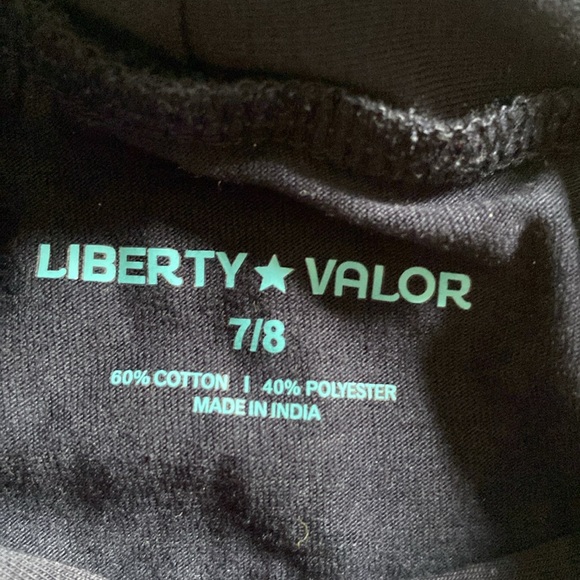 LIBERTY ★ VALOR
7/8
60% COTTON | 40% POLYESTER
MADE IN INDIA